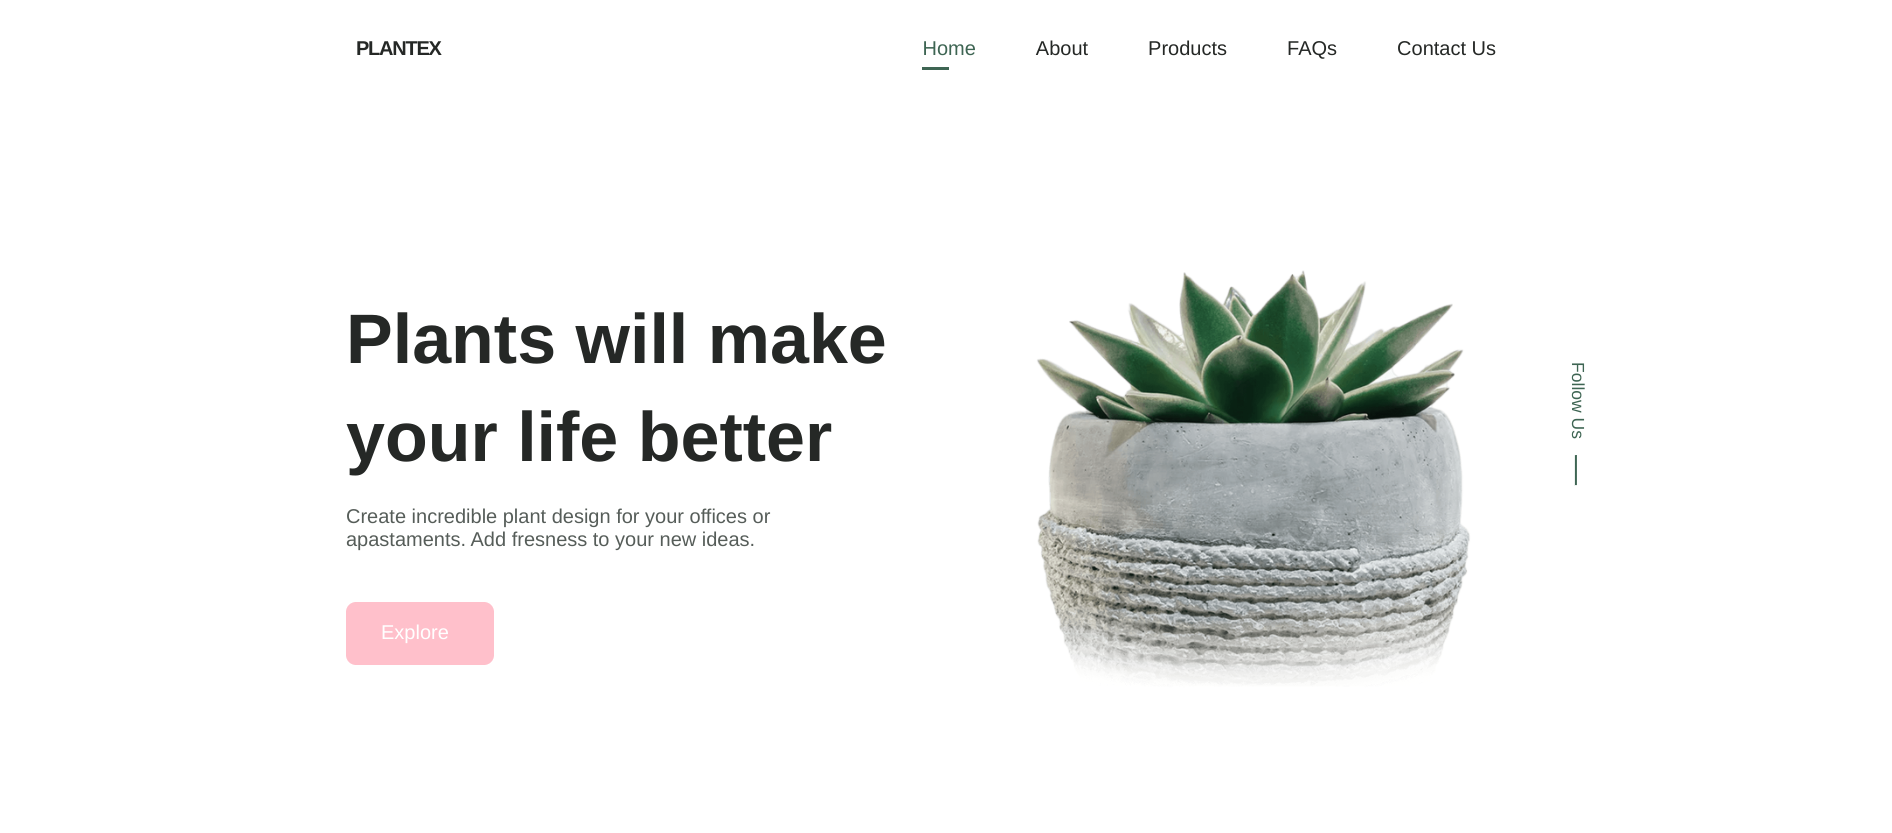 PLANTEX
Home
About
Products
FAQs
Contact Us
Plants will make
your life better
Create incredible plant design for your offices or
apastaments. Add fresness to your new ideas.
Explore
Follow Us